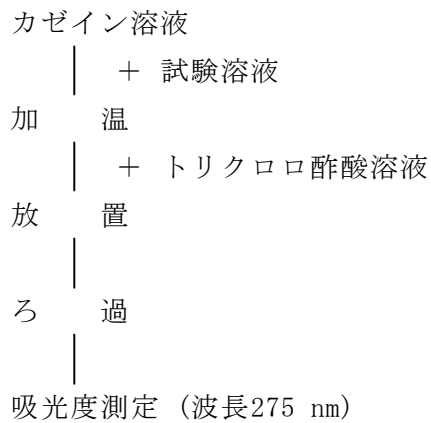 カゼイン溶液
＋ 試験溶液
加　　温
＋ トリクロロ酢酸溶液
放　　置
ろ　　過
吸光度測定 (波長275 nm)